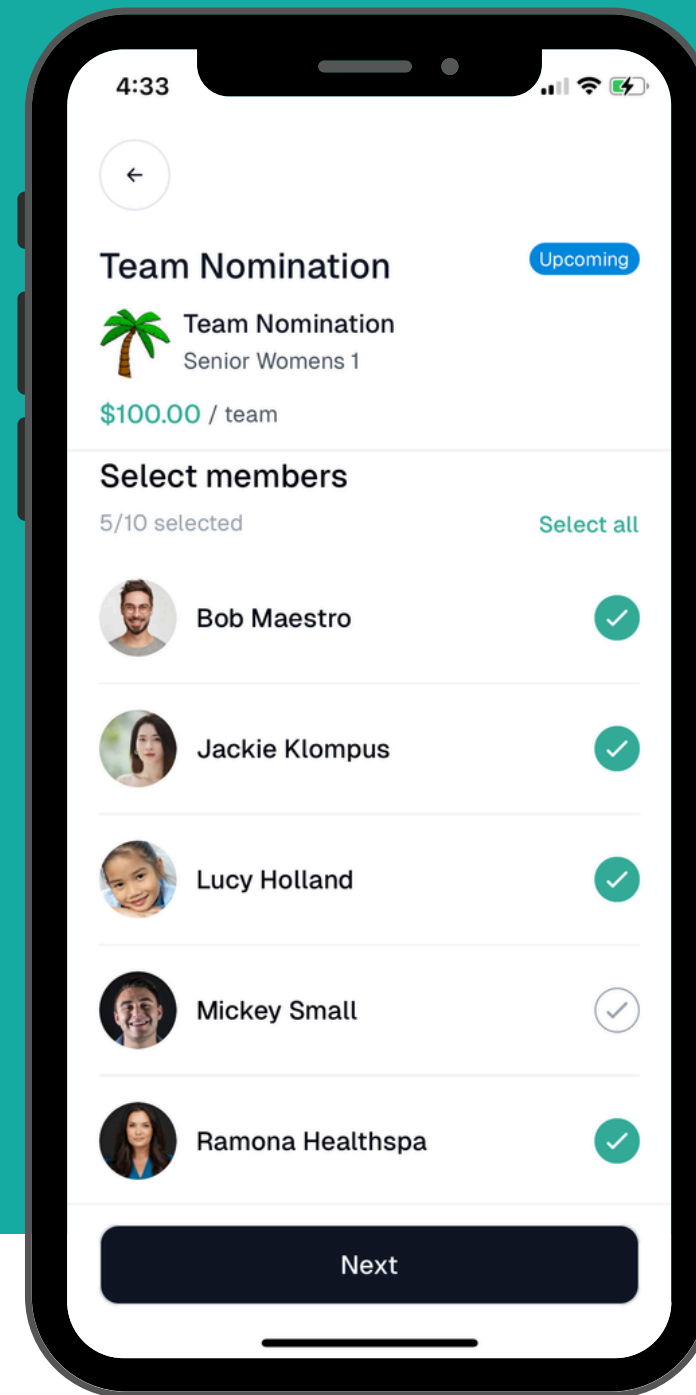 4:33
Team Nomination
Upcoming
Team Nomination
Senior Womens 1
$100.00 / team
Select members
5/10 selected
Select all
Bob Maestro
Jackie Klompus
Lucy Holland
Mickey Small
Ramona Healthspa
Next